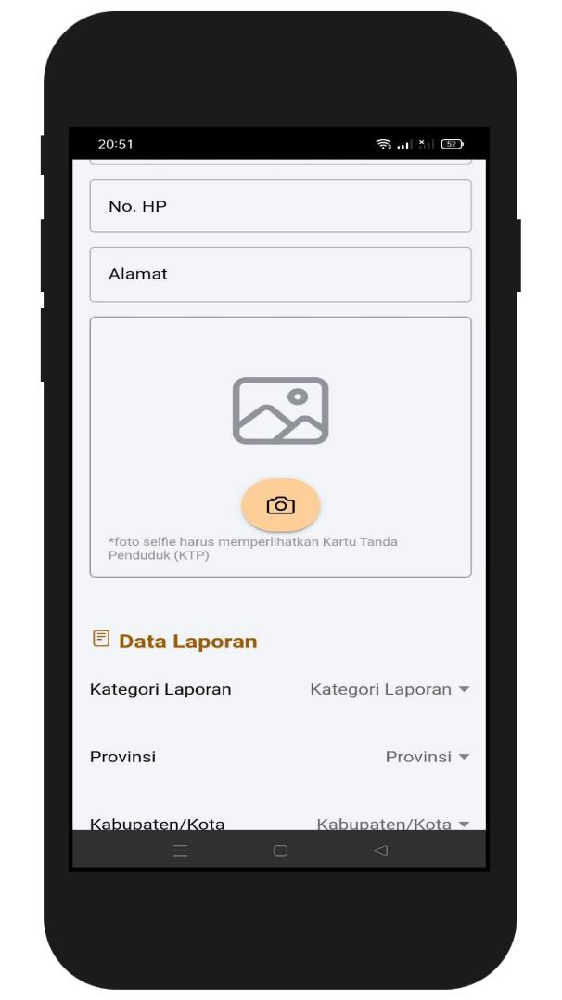 20:51
52
No. HP
Alamat
*foto selfie harus memperlihatkan Kartu Tanda
Penduduk (KTP)
Data Laporan
Kategori Laporan Kategori Laporan
Provinsi Provinsi
Kabupaten/Kota Kabupaten/Kota